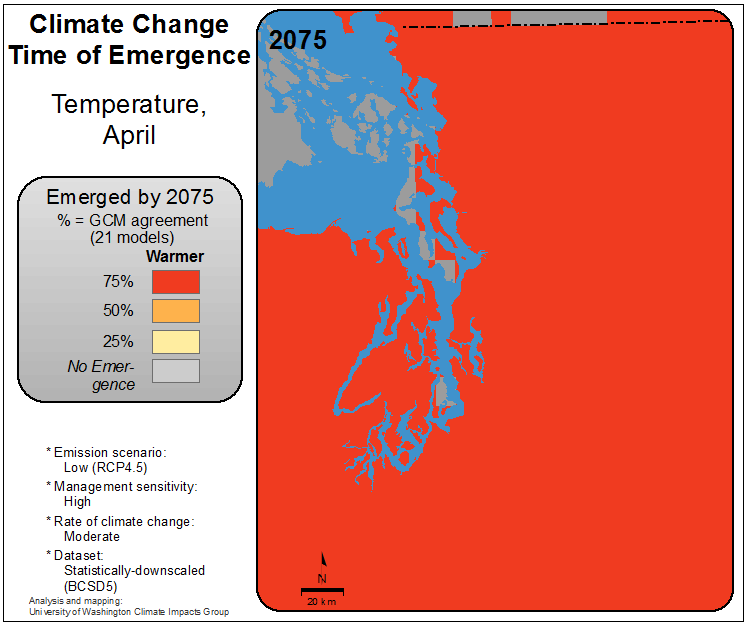 Climate Change
Time of Emergence
Temperature,
April
Emerged by 2075
% = GCM agreement
(21 models)
Warmer
75%
50%
25%
No Emer-
gence
* Emission scenario:
Low (RCP4.5)
* Management sensitivity:
High
* Rate of climate change:
Moderate
* Dataset:
Statistically-downscaled
(BCSD5)
Analysis and mapping:
University of Washington Climate Impacts Group
2075
N
20 km